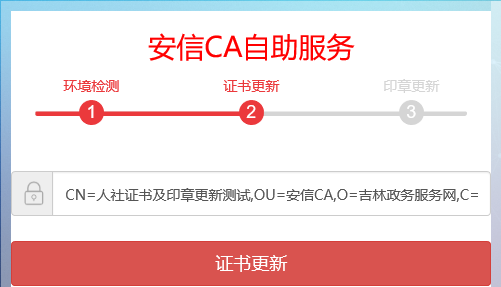 安信CA自助服务
环境检测 证书更新 印章更新
1 2 3
CN=人社证书及印章更新测试,OU=安信CA,O=吉林政务服务网,C=
证书更新